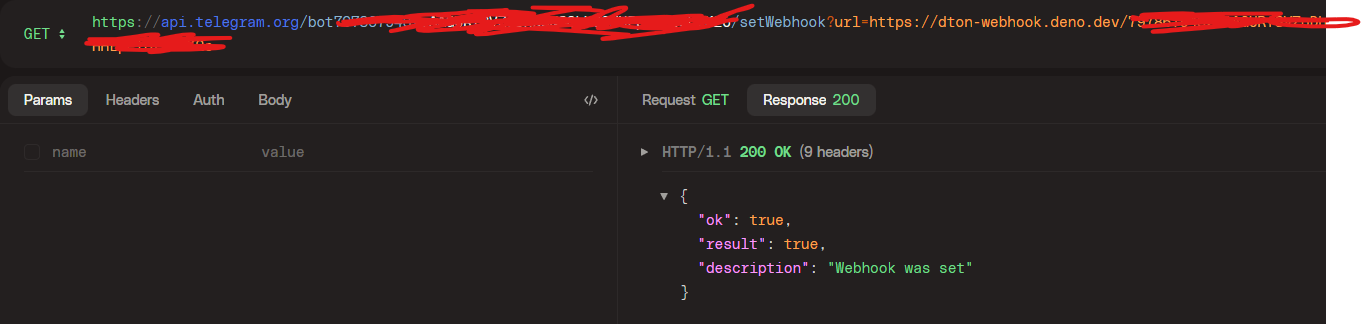 GET https://api.telegram.org/bot /setWebhook?url=https://dton-webhook.deno.dev/
Params Headers Auth Body </> Request GET Response 200
name value HTTP/1.1 200 OK (9 headers)
{
"ok": true,
"result": true,
"description": "Webhook was set"
}